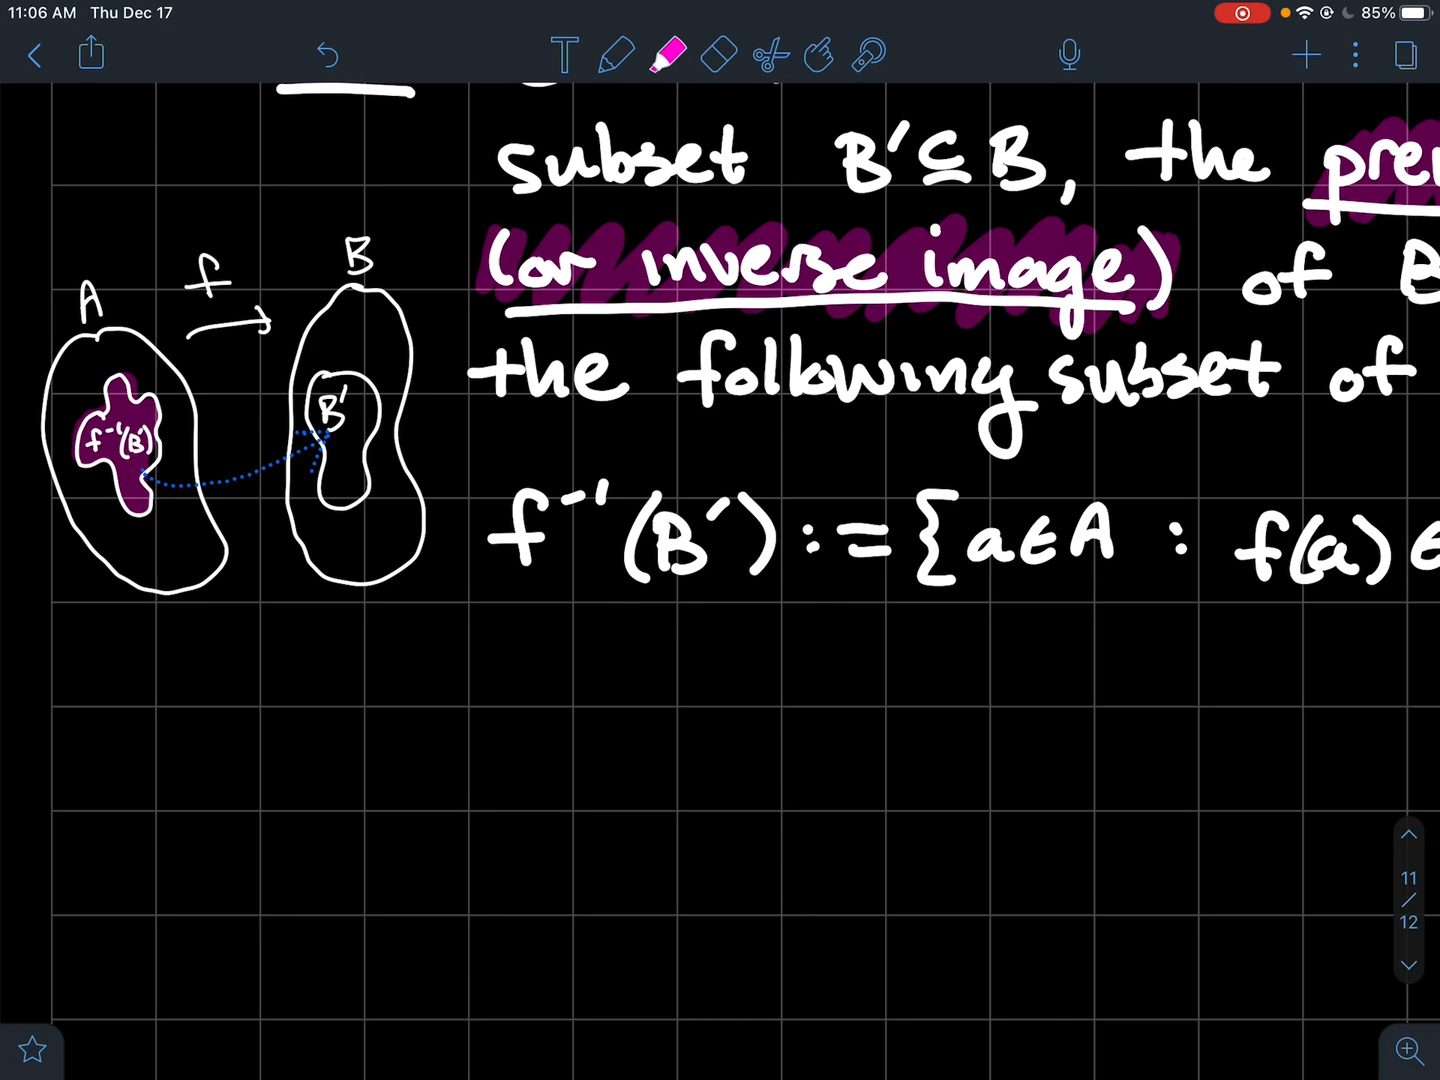 11:06 AM Thu Dec 17
85%
subset B' ⊆ B, the
(or inverse image) of B
the following subset of
f⁻¹(B') := {a∈A : f(a) ∈
A
f
B
f⁻¹(B')
B'
11
/
12